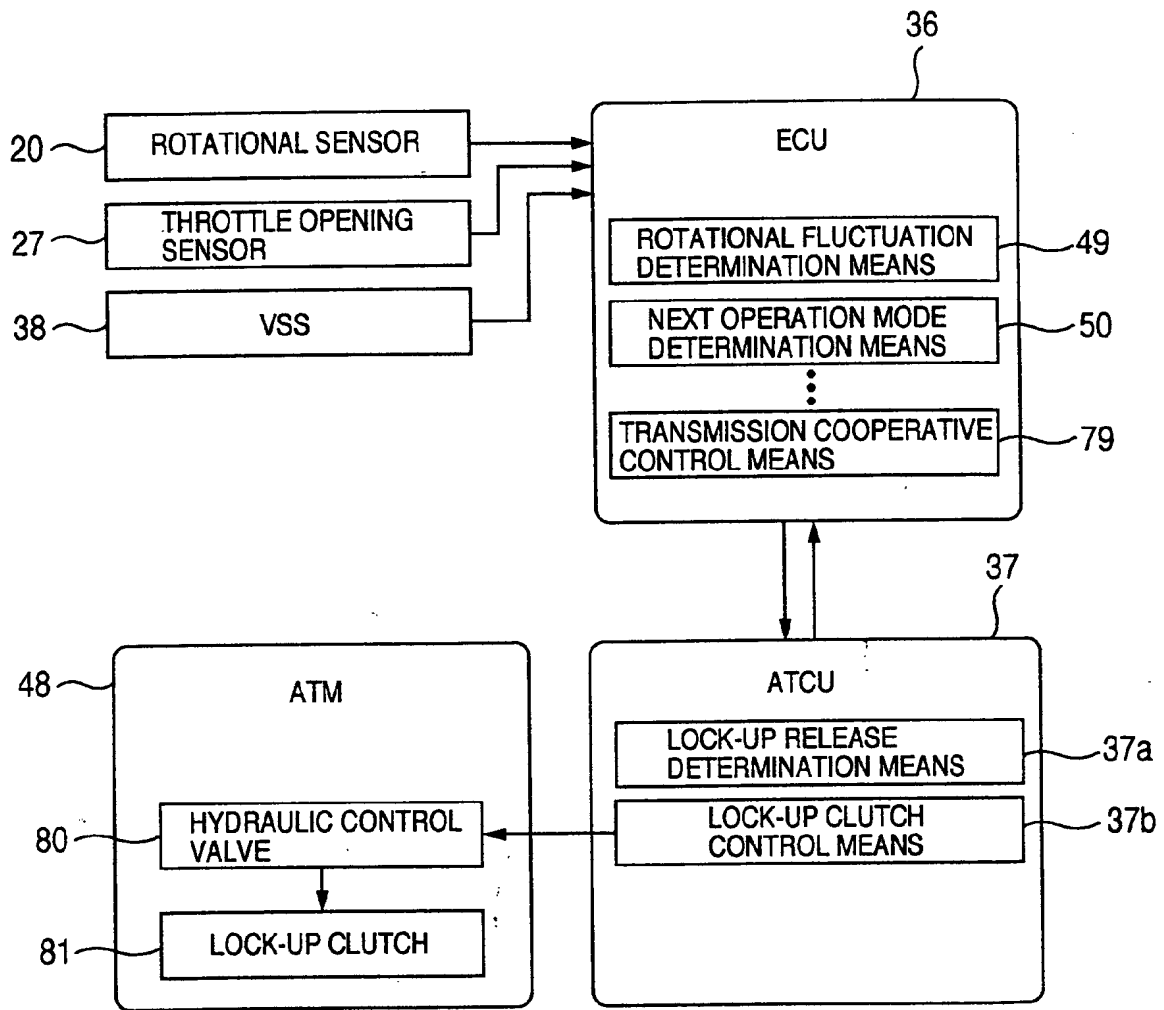 36
ECU
20
ROTATIONAL SENSOR
27
THROTTLE OPENING
SENSOR
38
VSS
ROTATIONAL FLUCTUATION
DETERMINATION MEANS
49
NEXT OPERATION MODE
DETERMINATION MEANS
50
TRANSMISSION COOPERATIVE
CONTROL MEANS
79
37
ATCU
LOCK-UP RELEASE
DETERMINATION MEANS
37a
LOCK-UP CLUTCH
CONTROL MEANS
37b
48
ATM
80
HYDRAULIC CONTROL
VALVE
81
LOCK-UP CLUTCH